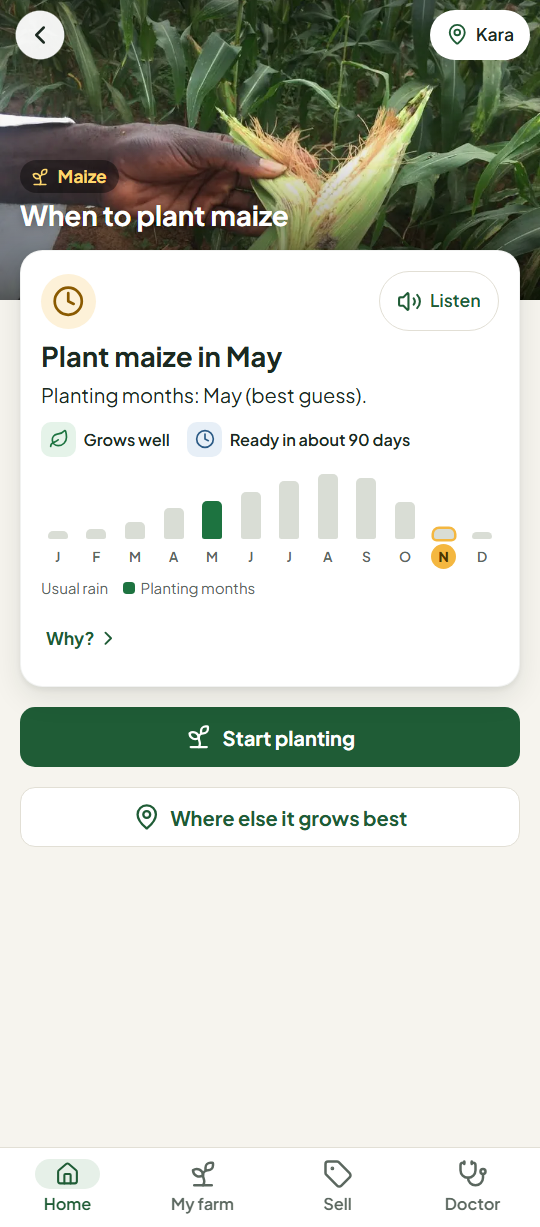 Kara
Maize
When to plant maize
Listen
Plant maize in May
Planting months: May (best guess).
Grows well
Ready in about 90 days
J F M A M J J A S O N D
Usual rain
Planting months
Why?
Start planting
Where else it grows best
Home
My farm
Sell
Doctor